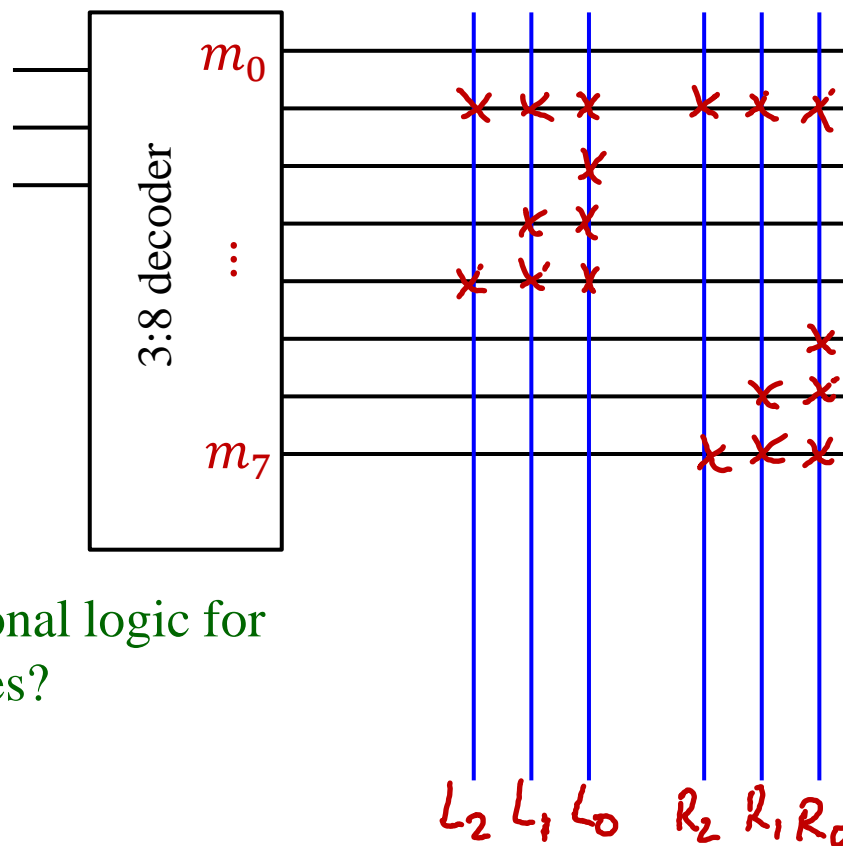 m₀
3:8 decoder
⋮
m₇
onal logic for
es?
L₂ L₁ L₀ R₂ R₁ R₀